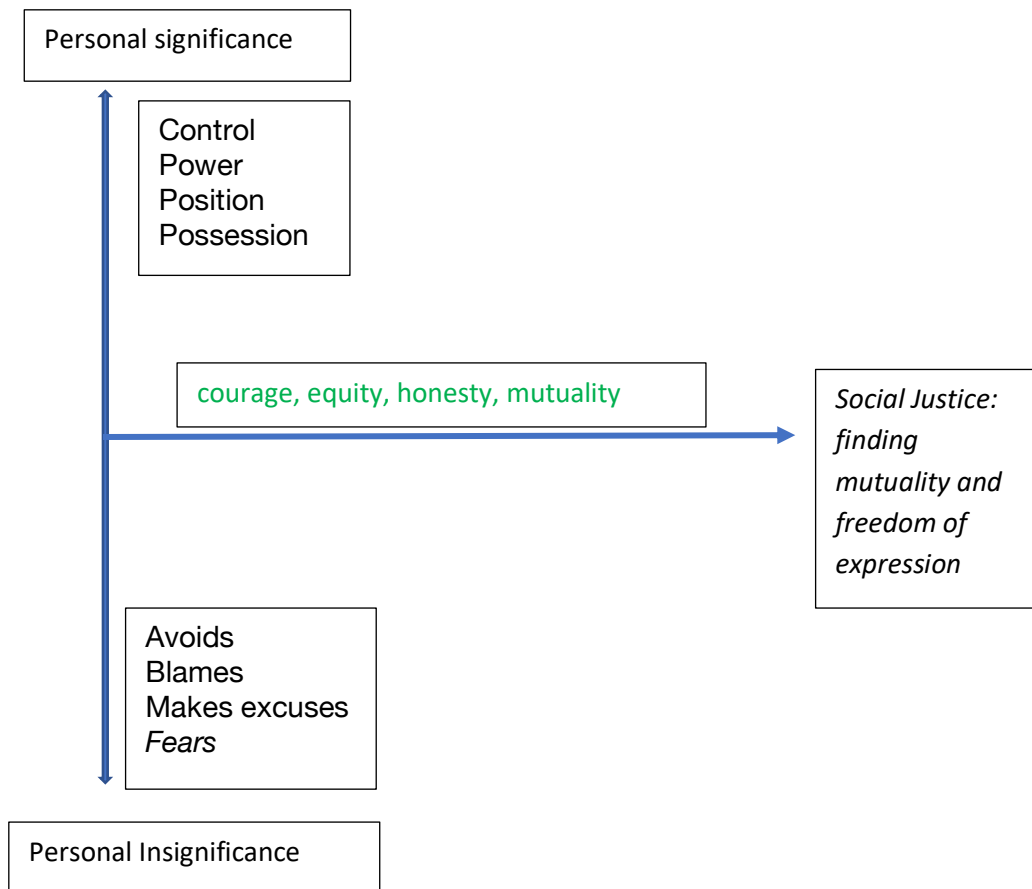 Personal significance
Control
Power
Position
Possession
courage, equity, honesty, mutuality
Social Justice:
finding
mutuality and
freedom of
expression
Avoids
Blames
Makes excuses
Fears
Personal Insignificance